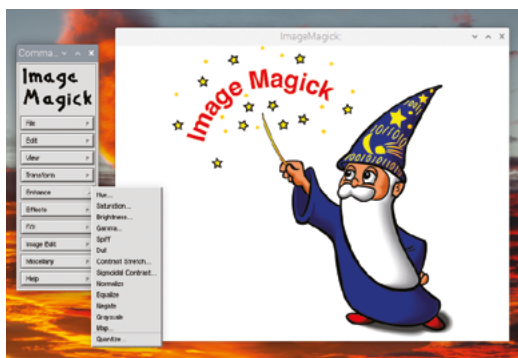 ImageMagick:
Comma...
Image
Magick
File
Edit
View
Transform
Enhance
Effects
F/X
Image Edit
Miscellany
Help
Hue...
Saturation...
Brightness...
Gamma...
Spiff
Dull
Contrast Stretch...
Sigmoidal Contrast...
Normalize
Equalize
Negate
Grayscale
Map...
Quantize...
Image Magick